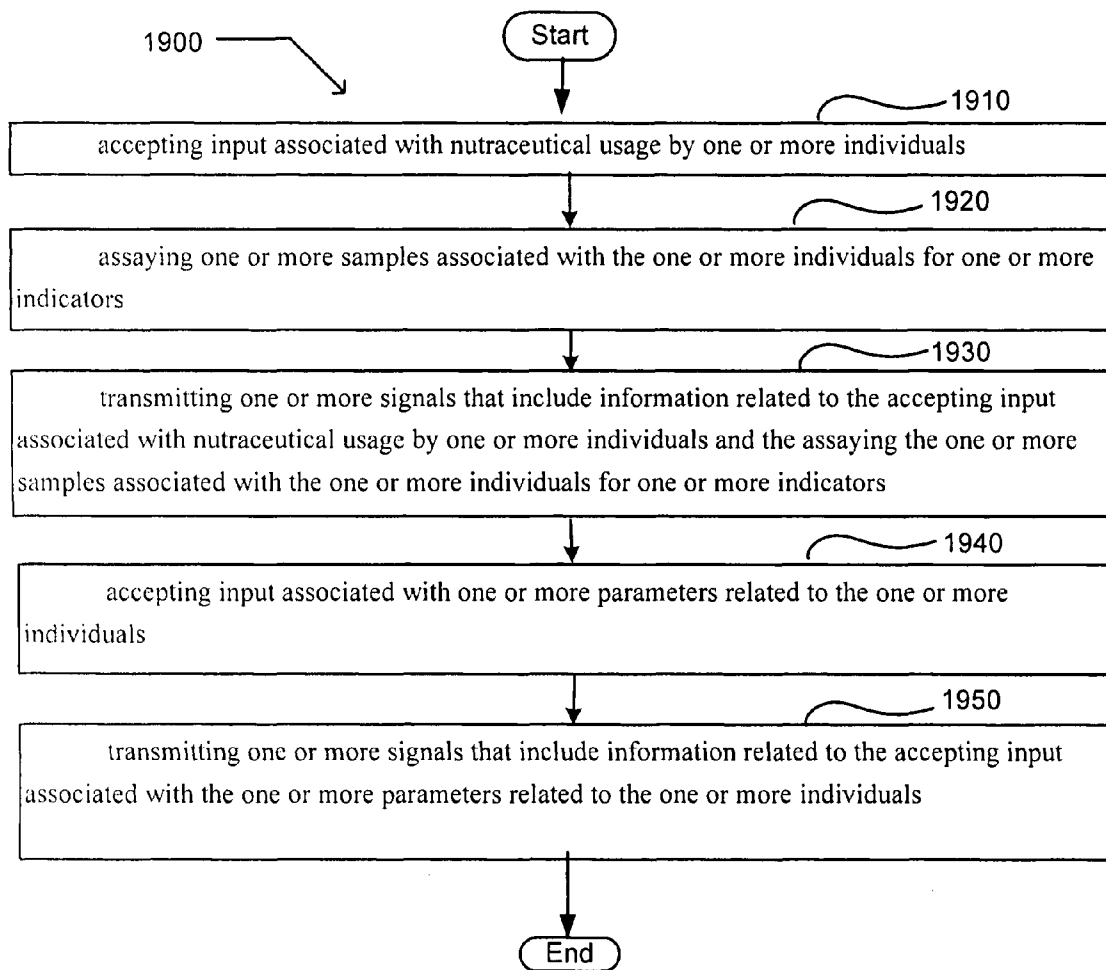 Start
1900
1910
accepting input associated with nutraceutical usage by one or more individuals
1920
assaying one or more samples associated with the one or more individuals for one or more
indicators
1930
transmitting one or more signals that include information related to the accepting input
associated with nutraceutical usage by one or more individuals and the assaying the one or more
samples associated with the one or more individuals for one or more indicators
1940
accepting input associated with one or more parameters related to the one or more
individuals
1950
transmitting one or more signals that include information related to the accepting input
associated with the one or more parameters related to the one or more individuals
End